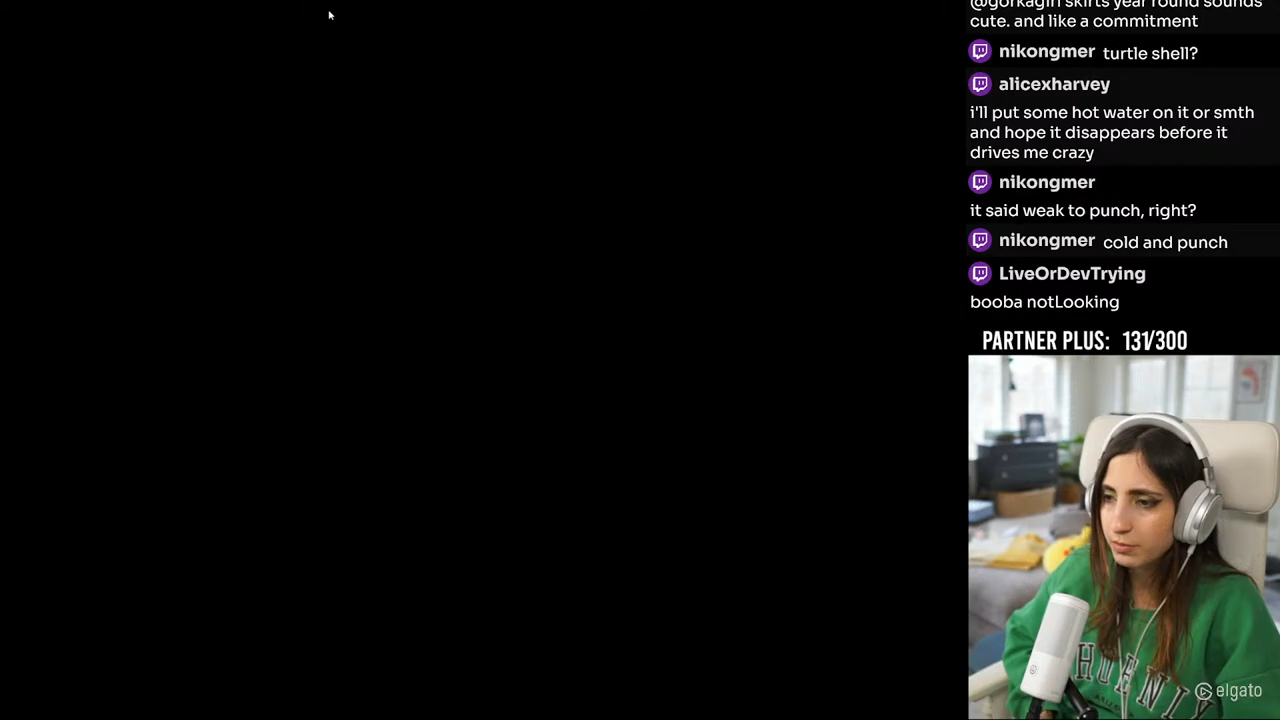 @gorkagirl skirts year round sounds
cute. and like a commitment
nikongmer turtle shell?
alicexharvey
i'll put some hot water on it or smth
and hope it disappears before it
drives me crazy
nikongmer
it said weak to punch, right?
nikongmer cold and punch
LiveOrDevTrying
booba notLooking
PARTNER PLUS: 131/300
HOENIX
elgato